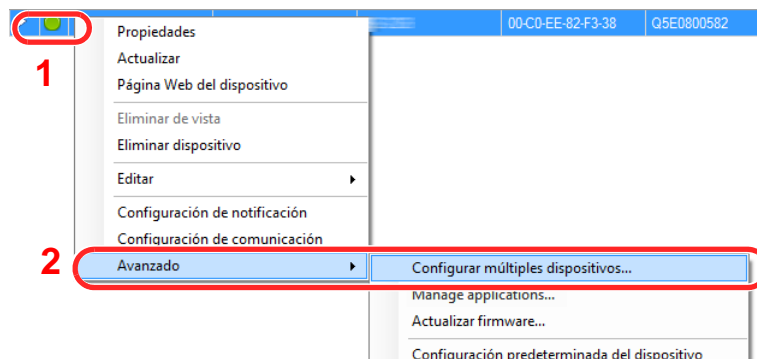 00-C0-EE-82-F3-38 Q5E0800582
1
Propiedades
Actualizar
Página Web del dispositivo
Eliminar de vista
Eliminar dispositivo
Editar
Configuración de notificación
Configuración de comunicación
2
Avanzado
Configurar múltiples dispositivos...
Manage applications...
Actualizar firmware...
Configuración predeterminada del dispositivo